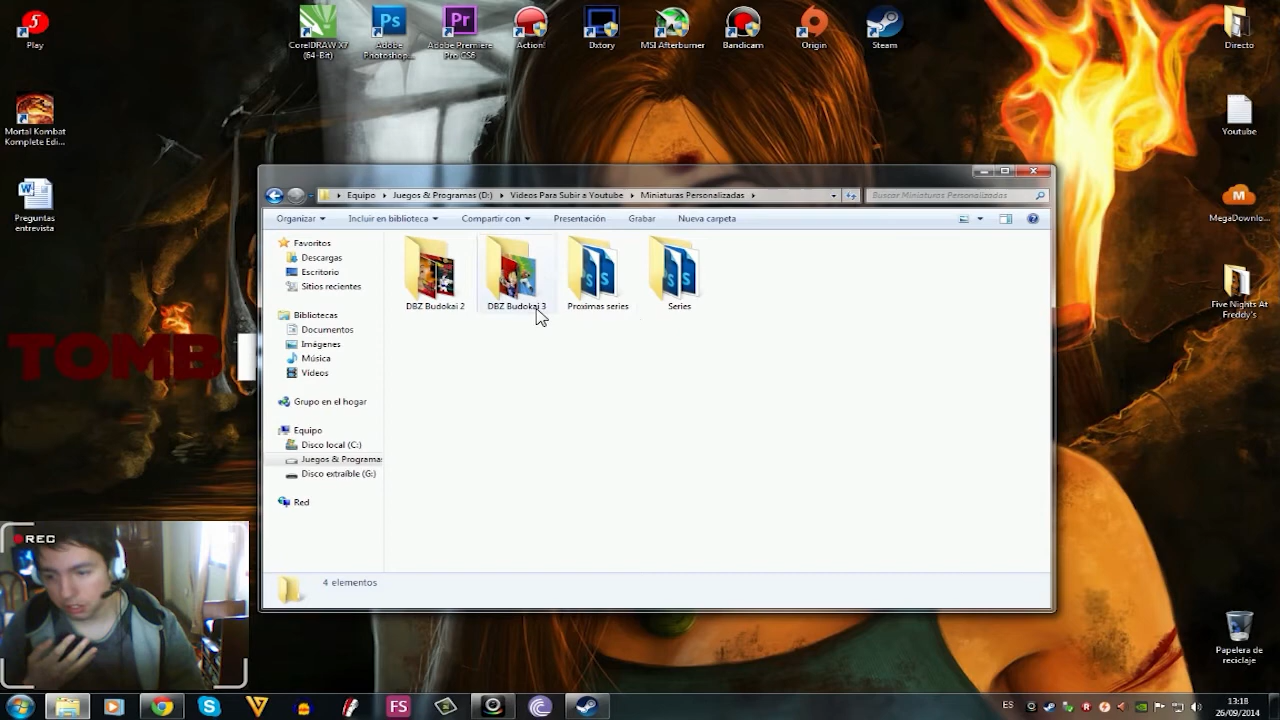 5
Play
CorelDRAW X7
(64-Bit)
Ps
Adobe
Photoshop...
Pr
Adobe Premiere
Pro CS6
Action!
Dxtory
MSI Afterburner
Bandicam
Origin
Steam
Directo
Mortal Kombat
Komplete Edi...
Youtube
W
Preguntas
entrevista
M
MegaDownlo...
Five Nights At
Freddy's
TOMB
Equipo
Juegos & Programas (D:)
Videos Para Subir a Youtube
Miniaturas Personalizadas
Buscar Miniaturas Personalizadas
Organizar
Incluir en biblioteca
Compartir con
Presentación
Grabar
Nueva carpeta
Favoritos
Descargas
Escritorio
Sitios recientes
Bibliotecas
Documentos
Imágenes
Música
Vídeos
Grupo en el hogar
Equipo
Disco local (C:)
Juegos & Programas
Disco extraíble (G:)
Red
DBZ Budokai 2
DBZ Budokai 3
Proximas series
Series
4 elementos
REC
Papelera de
reciclaje
FS
ES
13:18
26/09/2014